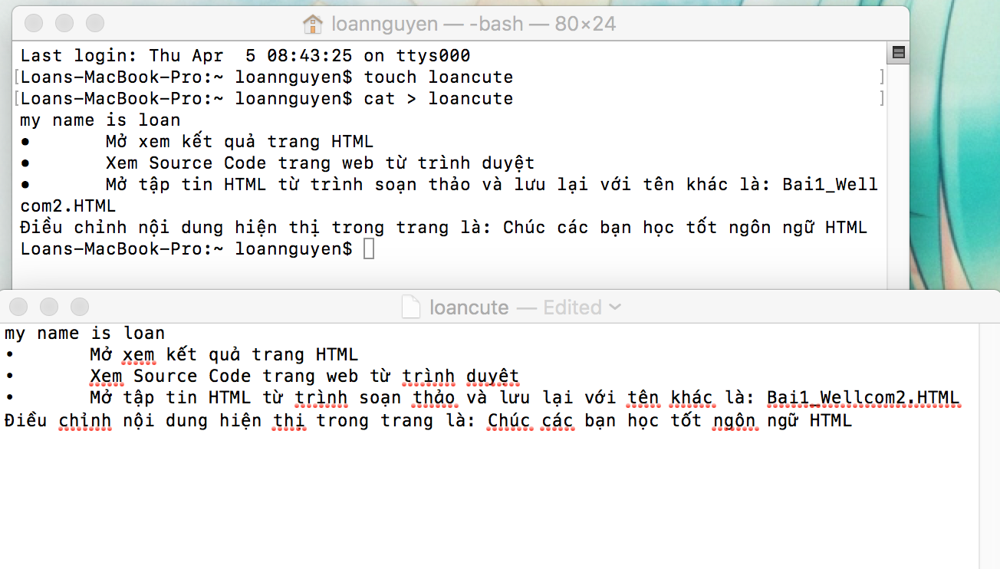 loannguyen — -bash — 80×24
Last login: Thu Apr  5 08:43:25 on ttys000
[Loans-MacBook-Pro:~ loannguyen$ touch loancute ]
[Loans-MacBook-Pro:~ loannguyen$ cat > loancute ]
my name is loan
●	Mở xem kết quả trang HTML
●	Xem Source Code trang web từ trình duyệt
●	Mở tập tin HTML từ trình soạn thảo và lưu lại với tên khác là: Bai1_Well
com2.HTML
Điều chỉnh nội dung hiện thị trong trang là: Chúc các bạn học tốt ngôn ngữ HTML
Loans-MacBook-Pro:~ loannguyen$
loancute — Edited
my name is loan
•	Mở xem kết quả trang HTML
•	Xem Source Code trang web từ trình duyệt
•	Mở tập tin HTML từ trình soạn thảo và lưu lại với tên khác là: Bai1_Wellcom2.HTML
Điều chỉnh nội dung hiện thị trong trang là: Chúc các bạn học tốt ngôn ngữ HTML